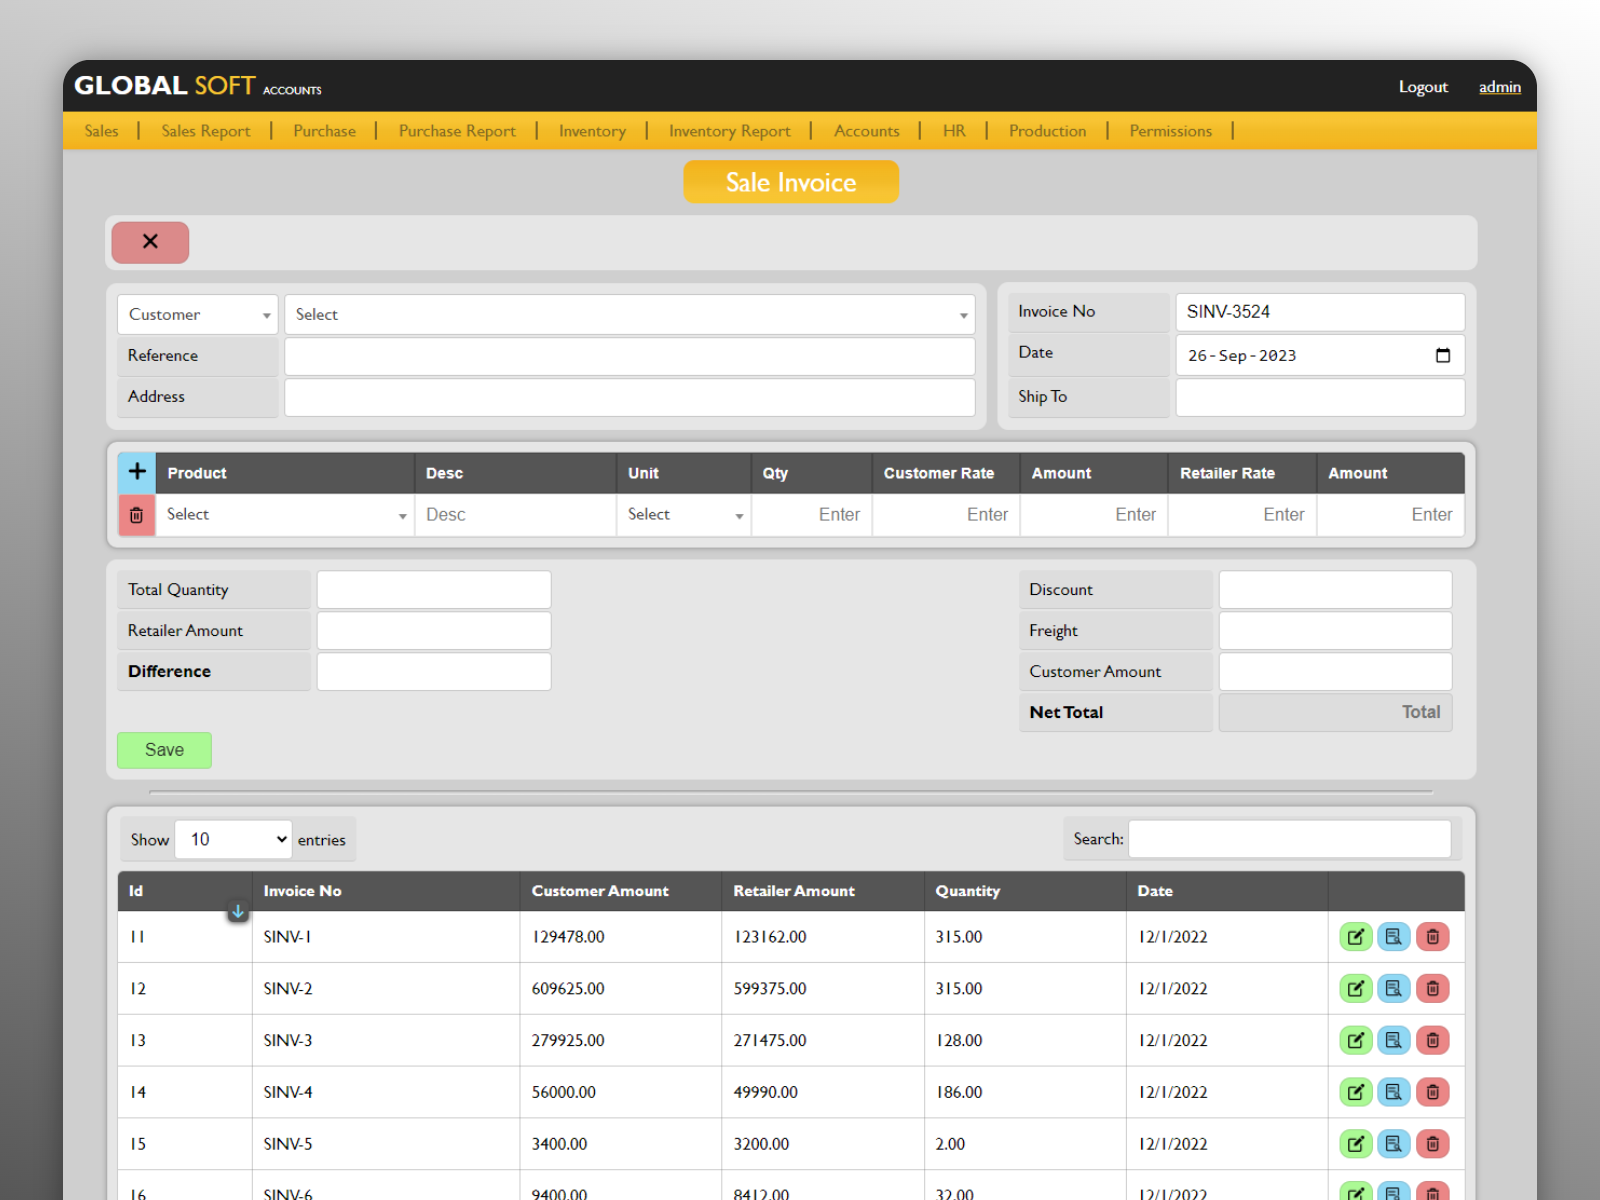 GLOBAL SOFT ACCOUNTS
Logout admin
Sales | Sales Report | Purchase | Purchase Report | Inventory | Inventory Report | Accounts | HR | Production | Permissions |
Sale Invoice
Customer Select
Reference
Address
Invoice No SINV-3524
Date 26-Sep-2023
Ship To
Product Desc Unit Qty Customer Rate Amount Retailer Rate Amount
Select Desc Select Enter Enter Enter Enter Enter
Total Quantity
Retailer Amount
Difference
Discount
Freight
Customer Amount
Net Total Total
Save
Show 10 entries
Search:
Id Invoice No Customer Amount Retailer Amount Quantity Date
11 SINV-1 129478.00 123162.00 315.00 12/1/2022
12 SINV-2 609625.00 599375.00 315.00 12/1/2022
13 SINV-3 279925.00 271475.00 128.00 12/1/2022
14 SINV-4 56000.00 49990.00 186.00 12/1/2022
15 SINV-5 3400.00 3200.00 2.00 12/1/2022
16 SINV-6 9400.00 8412.00 32.00 12/1/2022